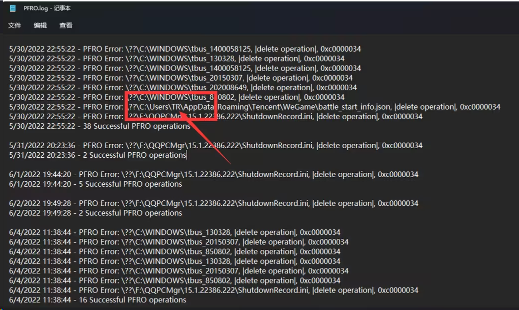 PFRO.log - 记事本
文件 编辑 查看
5/30/2022 22:55:22 - PFRO Error: \??\C:\WINDOWS\tbus_1400058125, |delete operation|, 0xc0000034
5/30/2022 22:55:22 - PFRO Error: \??\C:\WINDOWS\tbus_130328, |delete operation|, 0xc0000034
5/30/2022 22:55:22 - PFRO Error: \??\C:\WINDOWS\tbus_1400058125, |delete operation|, 0xc0000034
5/30/2022 22:55:22 - PFRO Error: \??\C:\WINDOWS\tbus_20150307, |delete operation|, 0xc0000034
5/30/2022 22:55:22 - PFRO Error: \??\C:\WINDOWS\tbus_202008649, |delete operation|, 0xc0000034
5/30/2022 22:55:22 - PFRO Error: \??\C:\WINDOWS\tbus_850802, |delete operation|, 0xc0000034
5/30/2022 22:55:22 - PFRO Error: \??\C:\Users\TR\AppData\Roaming\Tencent\WeGame\battle_start_info.json, |delete operation|, 0xc0000034
5/30/2022 22:55:22 - PFRO Error: \??\F:\QQPCMgr\15.1.22386.222\ShutdownRecord.ini, |delete operation|, 0xc0000034
5/30/2022 22:55:22 - 38 Successful PFRO operations
5/31/2022 20:23:36 - PFRO Error: \??\F:\QQPCMgr\15.1.22386.222\ShutdownRecord.ini, |delete operation|, 0xc0000034
5/31/2022 20:23:36 - 2 Successful PFRO operations
6/1/2022 19:44:20 - PFRO Error: \??\F:\QQPCMgr\15.1.22386.222\ShutdownRecord.ini, |delete operation|, 0xc0000034
6/1/2022 19:44:20 - 5 Successful PFRO operations
6/2/2022 19:49:28 - PFRO Error: \??\F:\QQPCMgr\15.1.22386.222\ShutdownRecord.ini, |delete operation|, 0xc0000034
6/2/2022 19:49:28 - 2 Successful PFRO operations
6/4/2022 11:38:44 - PFRO Error: \??\C:\WINDOWS\tbus_130328, |delete operation|, 0xc0000034
6/4/2022 11:38:44 - PFRO Error: \??\C:\WINDOWS\tbus_20150307, |delete operation|, 0xc0000034
6/4/2022 11:38:44 - PFRO Error: \??\C:\WINDOWS\tbus_850802, |delete operation|, 0xc0000034
6/4/2022 11:38:44 - PFRO Error: \??\C:\WINDOWS\tbus_130328, |delete operation|, 0xc0000034
6/4/2022 11:38:44 - PFRO Error: \??\C:\WINDOWS\tbus_20150307, |delete operation|, 0xc0000034
6/4/2022 11:38:44 - PFRO Error: \??\C:\WINDOWS\tbus_850802, |delete operation|, 0xc0000034
6/4/2022 11:38:44 - PFRO Error: \??\F:\QQPCMgr\15.1.22386.222\ShutdownRecord.ini, |delete operation|, 0xc0000034
6/4/2022 11:38:44 - 16 Successful PFRO operations